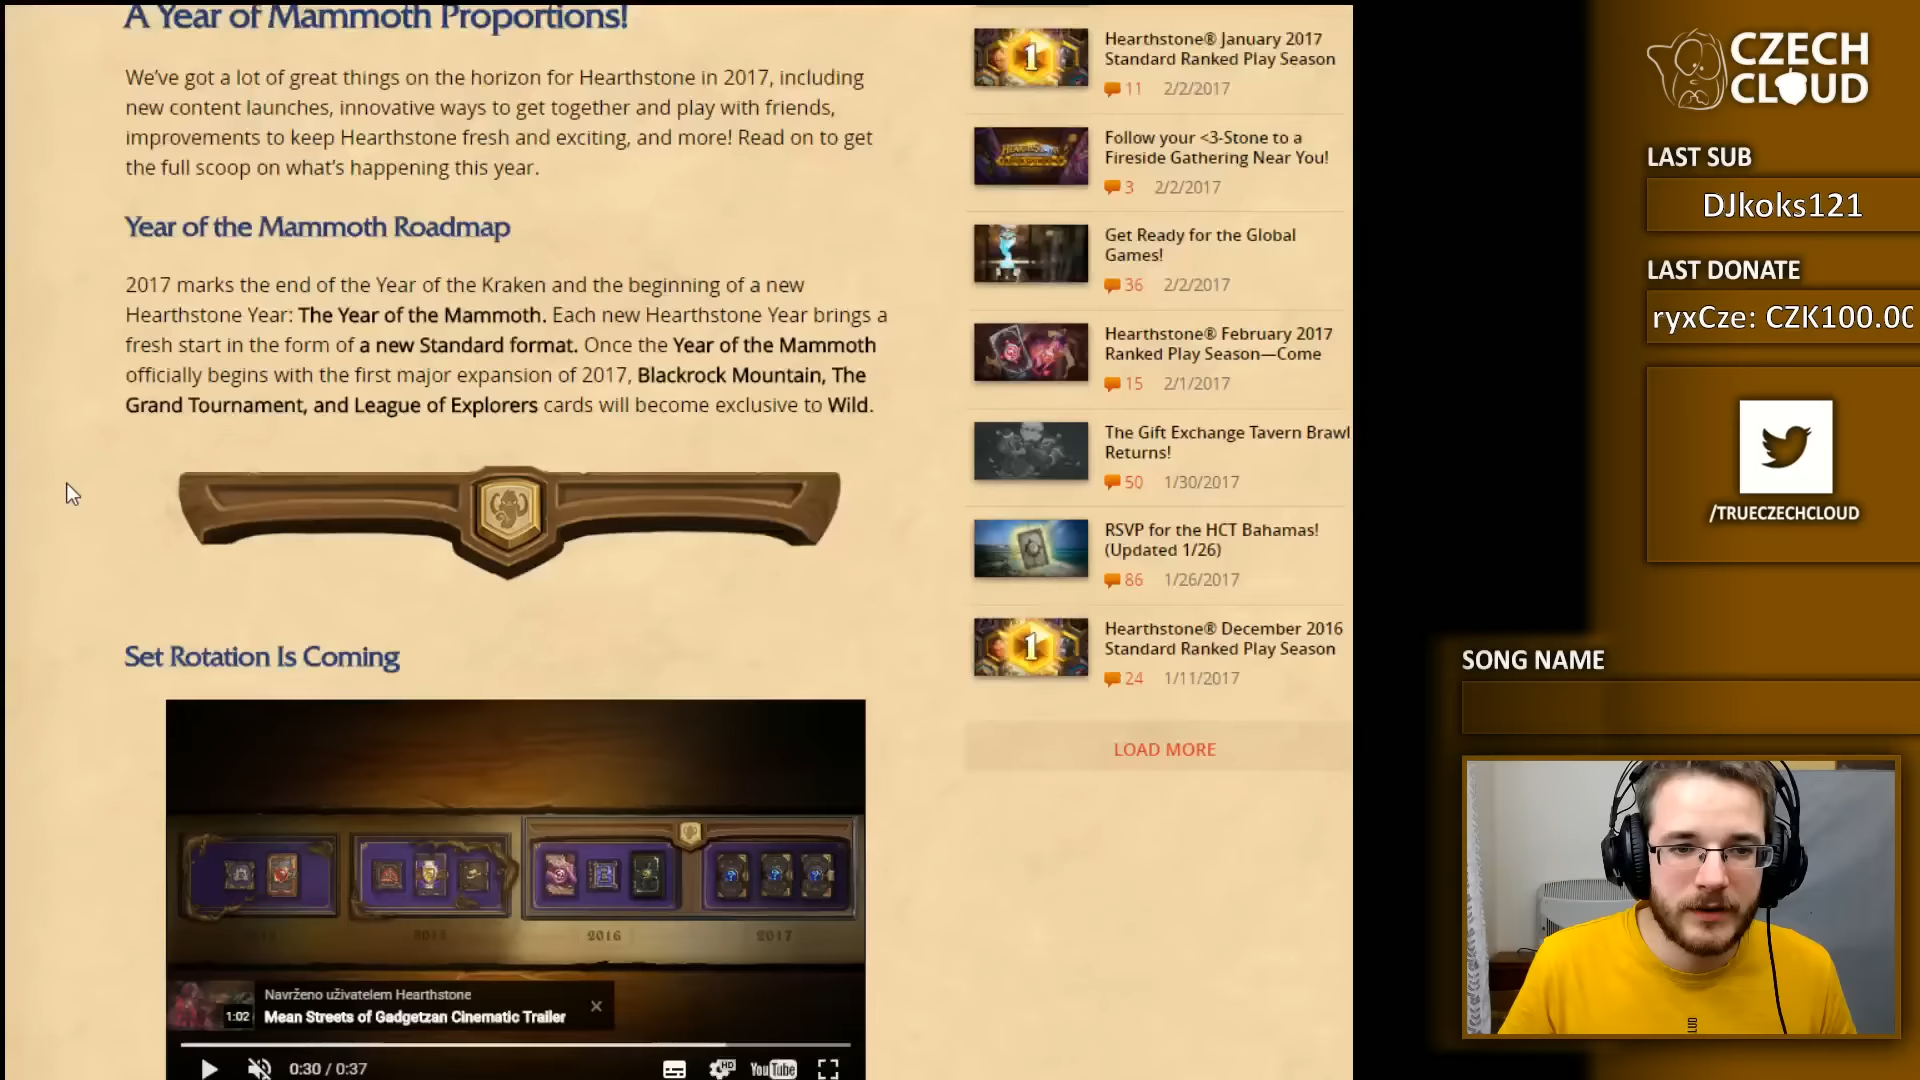 A Year of Mammoth Proportions!
We've got a lot of great things on the horizon for Hearthstone in 2017, including
new content launches, innovative ways to get together and play with friends,
improvements to keep Hearthstone fresh and exciting, and more! Read on to get
the full scoop on what's happening this year.
Year of the Mammoth Roadmap
2017 marks the end of the Year of the Kraken and the beginning of a new
Hearthstone Year: The Year of the Mammoth. Each new Hearthstone Year brings a
fresh start in the form of a new Standard format. Once the Year of the Mammoth
officially begins with the first major expansion of 2017, Blackrock Mountain, The
Grand Tournament, and League of Explorers cards will become exclusive to Wild.
Set Rotation Is Coming
2015
2016
2017
Navrženo uživatelem Hearthstone
Mean Streets of Gadgetzan Cinematic Trailer
1:02
0:30 / 0:37
HD
YouTube
1
Hearthstone® January 2017
Standard Ranked Play Season
11 2/2/2017
Follow your <3-Stone to a
Fireside Gathering Near You!
3 2/2/2017
Get Ready for the Global
Games!
36 2/2/2017
Hearthstone® February 2017
Ranked Play Season—Come
15 2/1/2017
The Gift Exchange Tavern Brawl
Returns!
50 1/30/2017
RSVP for the HCT Bahamas!
(Updated 1/26)
86 1/26/2017
1
Hearthstone® December 2016
Standard Ranked Play Season
24 1/11/2017
LOAD MORE
CZECH
CLOUD
LAST SUB
DJkoks121
LAST DONATE
ryxCze: CZK100.00
/TRUECZECHCLOUD
SONG NAME